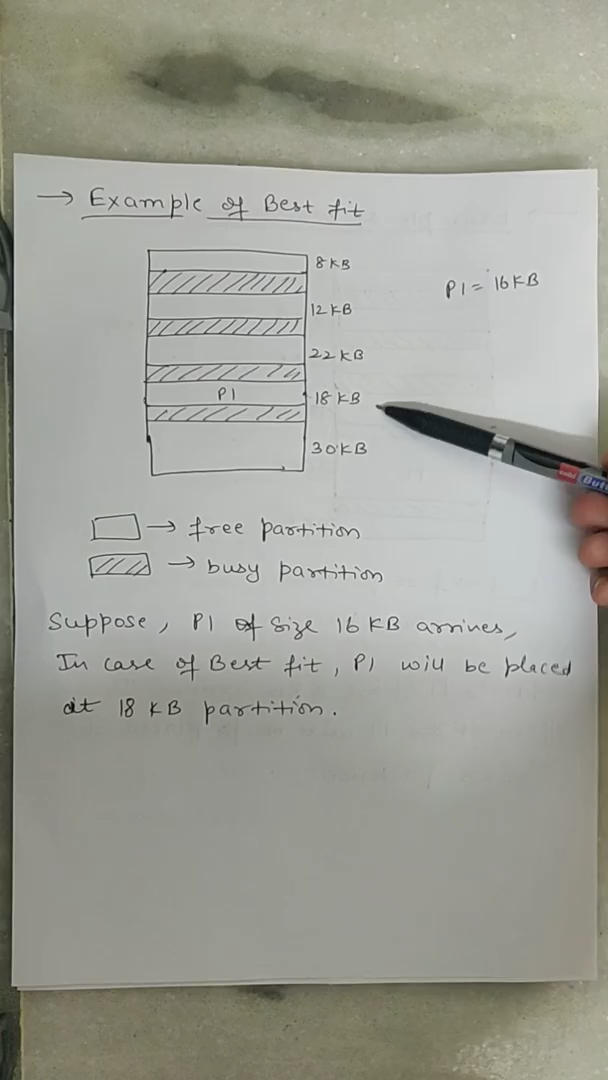 → Example of Best fit
8 KB
P1 = 16 KB
12 KB
22 KB
P1
18 KB
30 KB
→ free partition
→ busy partition
Suppose, P1 of size 16 KB arrives,
In case of Best fit, P1 will be placed
at 18 KB partition.